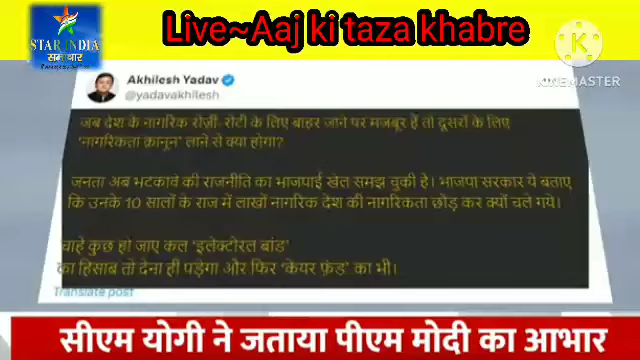 Live~Aaj ki taza khabre
STAR INDIA
समाचार
KINEMASTER
Akhilesh Yadav
@yadavakhilesh
जब देश के नागरिक रोज़ी-रोटी के लिए बाहर जाने पर मजबूर हैं तो दूसरों के लिए
'नागरिकता क़ानून' लाने से क्या होगा?
जनता अब भटकावे की राजनीति का भाजपाई खेल समझ चुकी है। भाजपा सरकार ये बताए
कि उनके 10 सालों के राज में लाखों नागरिक देश की नागरिकता छोड़ कर क्यों चले गये।
चाहे कुछ हो जाए कल 'इलेक्टोरल बांड'
का हिसाब तो देना ही पड़ेगा और फिर 'केयर फ़ंड' का भी।
Translate post
सीएम योगी ने जताया पीएम मोदी का आभार